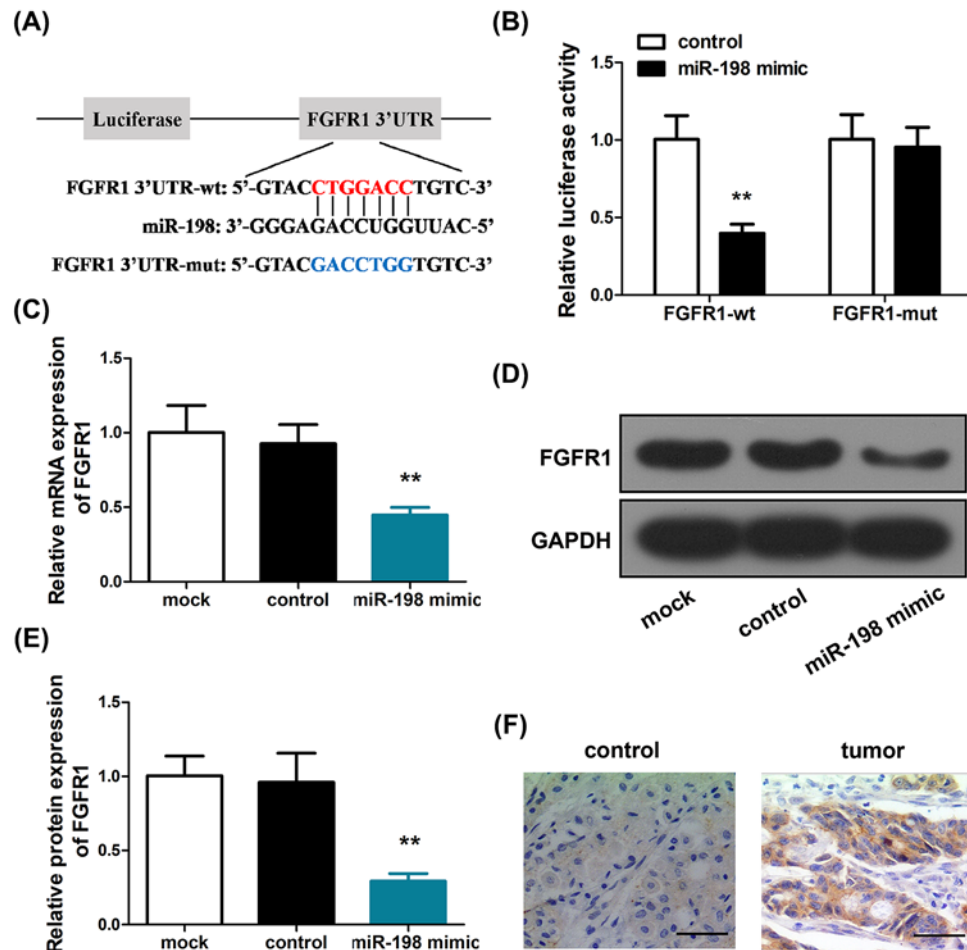 (A)
Luciferase
FGFR1 3'UTR
FGFR1 3'UTR-wt: 5'-GTACCTGGACCTGTC-3'
miR-198: 3'-GGGAGACCUGGUUAC-5'
FGFR1 3'UTR-mut: 5'-GTACGACCTGGTGTC-3'
(B)
control
miR-198 mimic
Relative luciferase activity
1.5
1.0
0.5
0.0
**
FGFR1-wt
FGFR1-mut
(C)
Relative mRNA expression
of FGFR1
1.5
1.0
0.5
0.0
**
mock
control
miR-198 mimic
(D)
FGFR1
GAPDH
mock
control
miR-198 mimic
(E)
Relative protein expression
of FGFR1
1.5
1.0
0.5
0.0
**
mock
control
miR-198 mimic
(F)
control
tumor